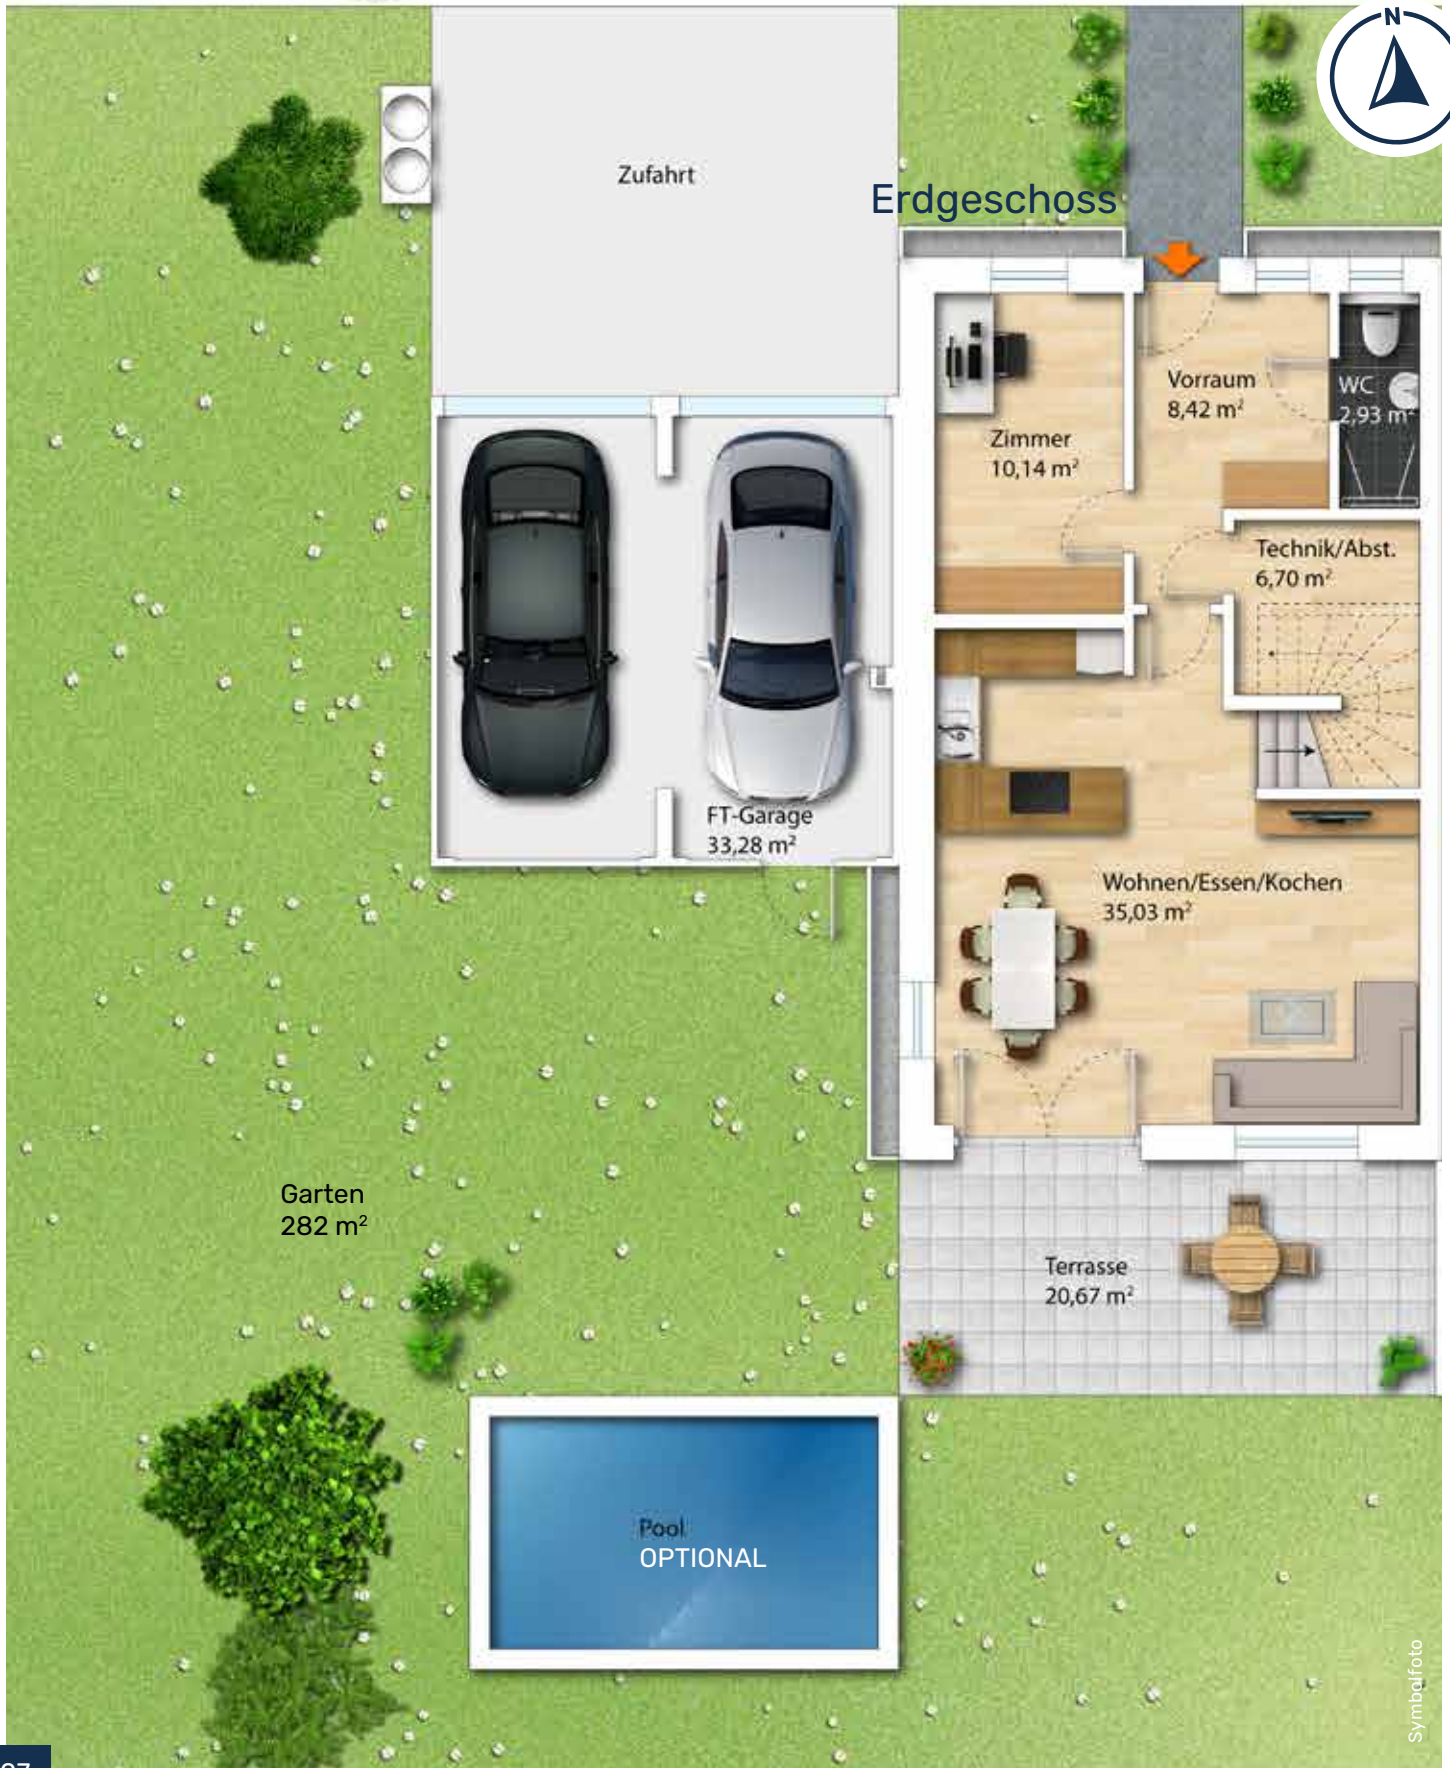 N
Zufahrt
Erdgeschoss
Vorraum
8,42 m²
WC
2,93 m²
Zimmer
10,14 m²
Technik/Abst.
6,70 m²
FT-Garage
33,28 m²
Wohnen/Essen/Kochen
35,03 m²
Garten
282 m²
Terrasse
20,67 m²
Pool
OPTIONAL
Symbolfoto